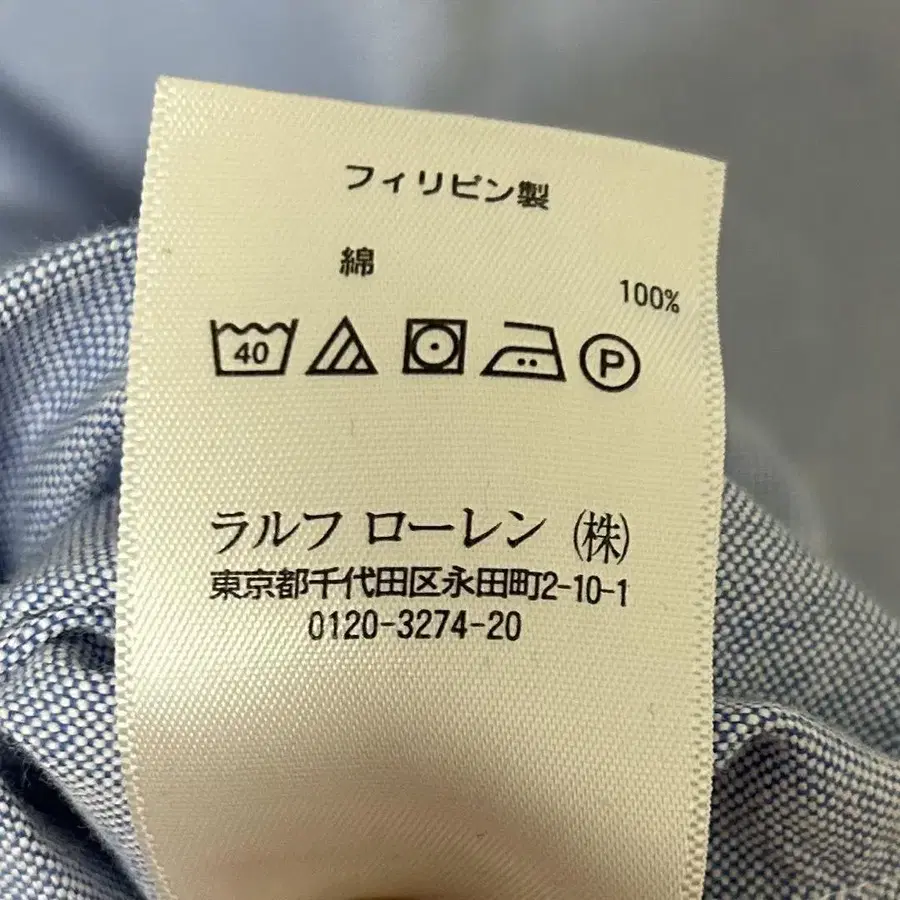 フィリピン製
綿 100%
40 P
ラルフ ローレン (株)
東京都千代田区永田町2-10-1
0120-3274-20